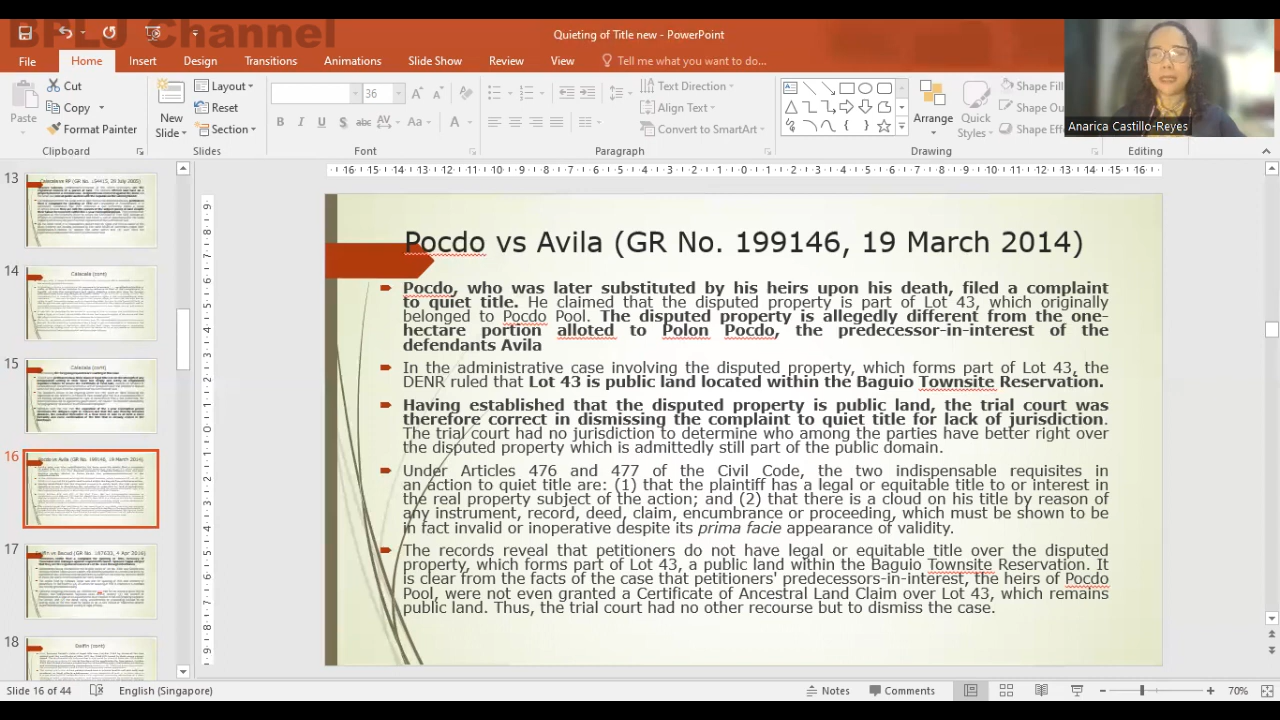 BPLJ Channel
Quieting of Title new - PowerPoint
File
Home
Insert
Design
Transitions
Animations
Slide Show
Review
View
Tell me what you want to do...
Paste
Cut
Copy
Format Painter
Clipboard
New
Slide
Layout
Reset
Section
Slides
36
B I U S abc AV Aa A
Font
Text Direction
Align Text
Convert to SmartArt
Paragraph
Arrange
Quick
Styles
Shape Fill
Shape Ou
Shape Effe
Drawing
Editing
Anarica Castillo-Reyes
13
14
15
16
17
18
Pocdo vs Avila (GR No. 199146, 19 March 2014)
Pocdo, who was later substituted by his heirs upon his death, filed a complaint
to quiet title. He claimed that the disputed property is part of Lot 43, which originally
belonged to Pocdo Pool. The disputed property is allegedly different from the one-
hectare portion alloted to Polon Pocdo, the predecessor-in-interest of the
defendants Avila
In the administrative case involving the disputed property, which forms part of Lot 43, the
DENR ruled that Lot 43 is public land located within the Baguio Townsite Reservation.
Having established that the disputed property is public land, the trial court was
therefore correct in dismissing the complaint to quiet title for lack of jurisdiction.
The trial court had no jurisdiction to determine who among the parties have better right over
the disputed property which is admittedly still part of the public domain.
Under Articles 476 and 477 of the Civil Code, the two indispensable requisites in
an action to quiet title are: (1) that the plaintiff has a legal or equitable title to or interest in
the real property subject of the action; and (2) that there is a cloud on his title by reason of
any instrument, record, deed, claim, encumbrance or proceeding, which must be shown to be
in fact invalid or inoperative despite its prima facie appearance of validity.
The records reveal that petitioners do not have legal or equitable title over the disputed
property, which forms part of Lot 43, a public land within the Baguio Townsite Reservation. It
is clear from the facts of the case that petitioners' predecessors-in-interest, the heirs of Pocdo
Pool, were not even granted a Certificate of Ancestral Land Claim over Lot 43, which remains
public land. Thus, the trial court had no other recourse but to dismiss the case.
Slide 16 of 44
English (Singapore)
Notes
Comments
70%